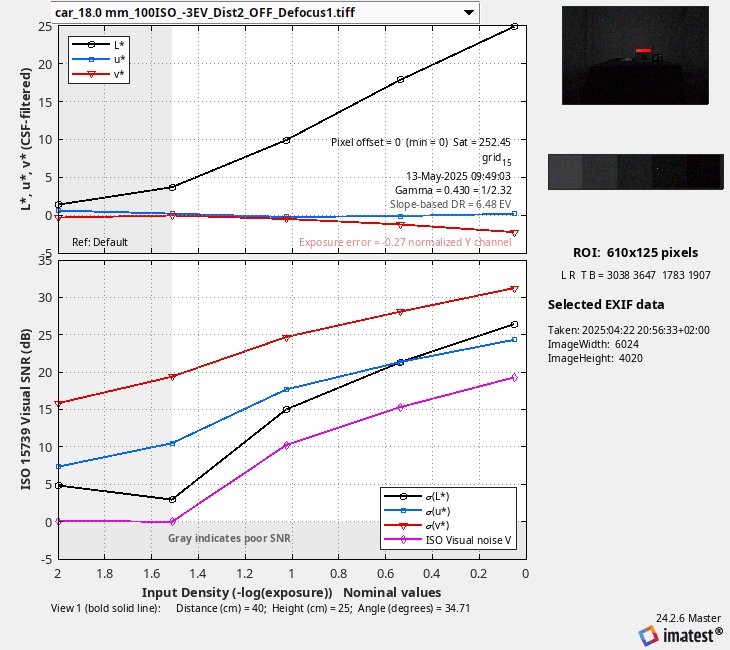 car_18.0 mm_100ISO_-3EV_Dist2_OFF_Defocus1.tiff
25
20
15
10
5
0
-5
L*, u*, v* (CSF-filtered)
L*
u*
v*
Pixel offset = 0 (min = 0) Sat = 252.45
grid15
13-May-2025 09:49:03
Gamma = 0.430 = 1/2.32
Slope-based DR = 6.48 EV
Ref: Default
Exposure error = -0.27 normalized Y channel
35
30
25
20
15
10
5
0
-5
ISO 15739 Visual SNR (dB)
σ(L*)
σ(u*)
σ(v*)
ISO Visual noise V
Gray indicates poor SNR
2 1.8 1.6 1.4 1.2 1 0.8 0.6 0.4 0.2 0
Input Density (-log(exposure)) Nominal values
View 1 (bold solid line): Distance (cm) = 40; Height (cm) = 25; Angle (degrees) = 34.71
ROI: 610x125 pixels
L R T B = 3038 3647 1783 1907
Selected EXIF data
Taken: 2025:04:22 20:56:33+02:00
ImageWidth: 6024
ImageHeight: 4020
24.2.6 Master
imatest®